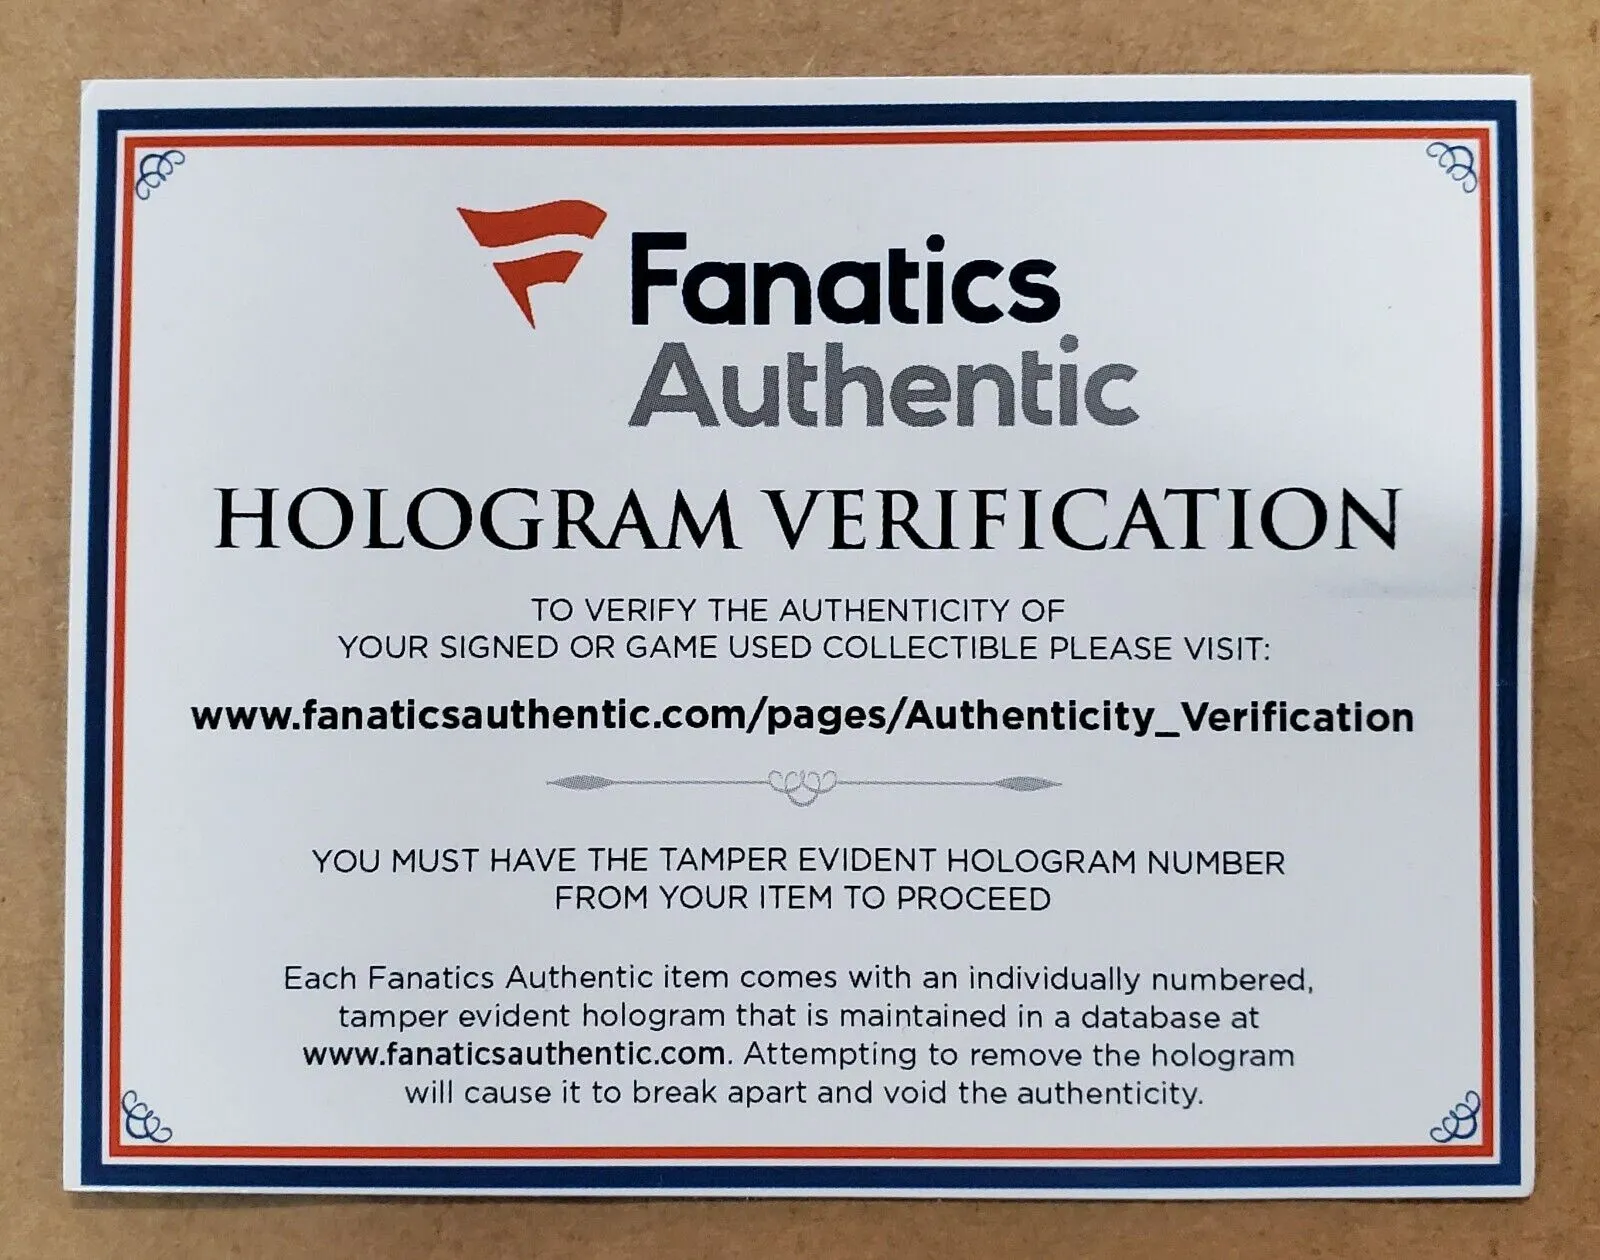 Fanatics
Authentic
HOLOGRAM VERIFICATION
TO VERIFY THE AUTHENTICITY OF
YOUR SIGNED OR GAME USED COLLECTIBLE PLEASE VISIT:
www.fanaticsauthentic.com/pages/Authenticity_Verification
YOU MUST HAVE THE TAMPER EVIDENT HOLOGRAM NUMBER
FROM YOUR ITEM TO PROCEED
Each Fanatics Authentic item comes with an individually numbered,
tamper evident hologram that is maintained in a database at
www.fanaticsauthentic.com. Attempting to remove the hologram
will cause it to break apart and void the authenticity.